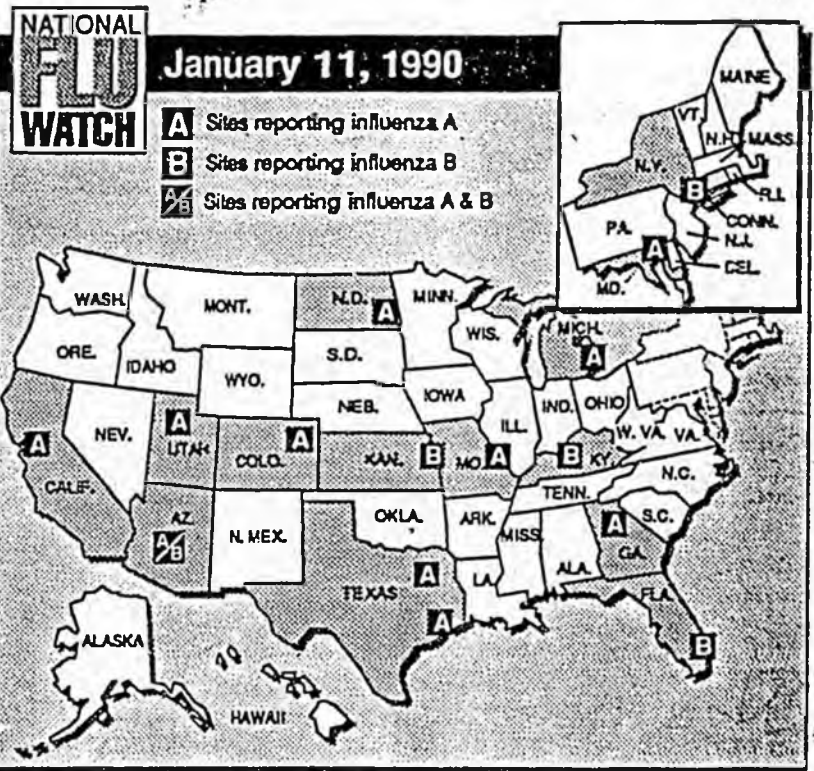 NATIONAL
FLU
WATCH
January 11, 1990
A Sites reporting influenza A
B Sites reporting influenza B
A/B Sites reporting influenza A & B
MAINE
VT.
N.H.
MASS.
N.Y.
R.I.
B
CONN.
PA.
N.J.
A
DEL.
MD.
WASH.
MONT.
N.D.
A
MINN.
ORE.
IDAHO
S.D.
WIS.
MICH.
A
WYO.
IOWA
NEB.
NEV.
A
UTAH
COLO.
A
KAN.
B
MO.
A
ILL.
IND.
OHIO
W. VA.
VA.
B
KY.
A
CALIF.
N.C.
TENN.
AZ.
A/B
N. MEX.
OKLA.
ARK.
MISS.
ALA.
A
GA.
S.C.
TEXAS
A
A
LA.
FLA.
B
ALASKA
HAWAII